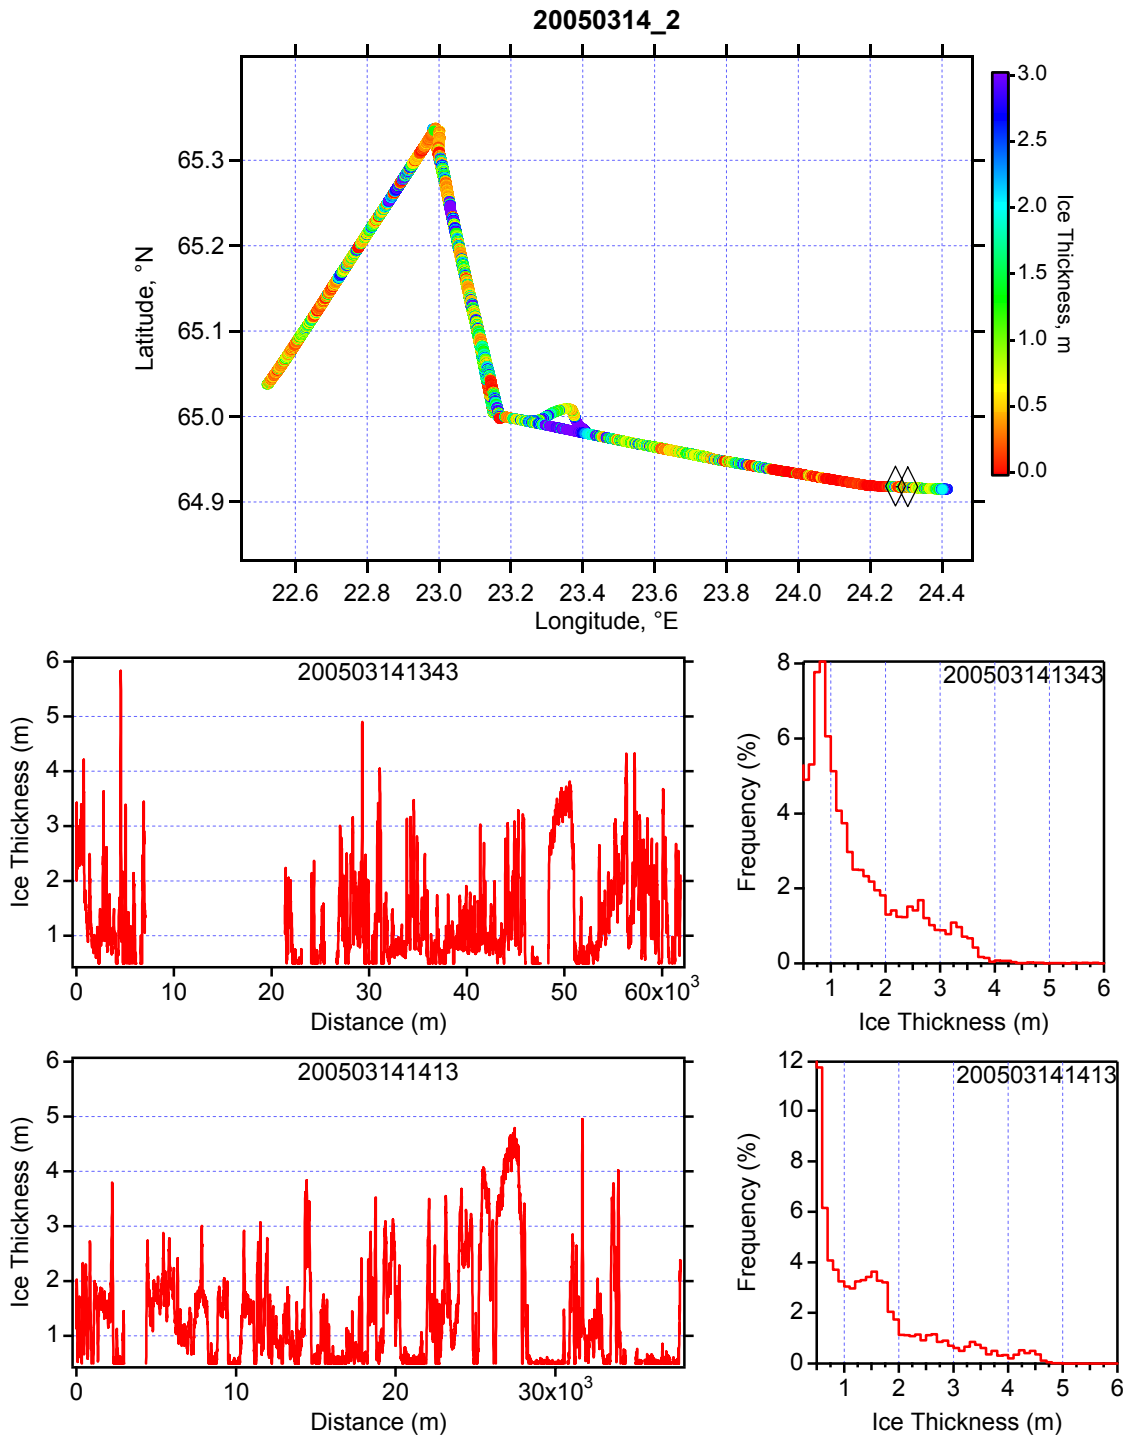 20050314_2
65.3
65.2
65.1
65.0
64.9
Latitude, °N
22.6 22.8 23.0 23.2 23.4 23.6 23.8 24.0 24.2 24.4
Longitude, °E
3.0
2.5
2.0
1.5
1.0
0.5
0.0
Ice Thickness, m
200503141343
6
5
4
3
2
1
Ice Thickness (m)
0 10 20 30 40 50 60x10³
Distance (m)
200503141343
8
6
4
2
0
Frequency (%)
1 2 3 4 5 6
Ice Thickness (m)
200503141413
6
5
4
3
2
1
Ice Thickness (m)
0 10 20 30x10³
Distance (m)
200503141413
12
10
8
6
4
2
0
Frequency (%)
1 2 3 4 5 6
Ice Thickness (m)